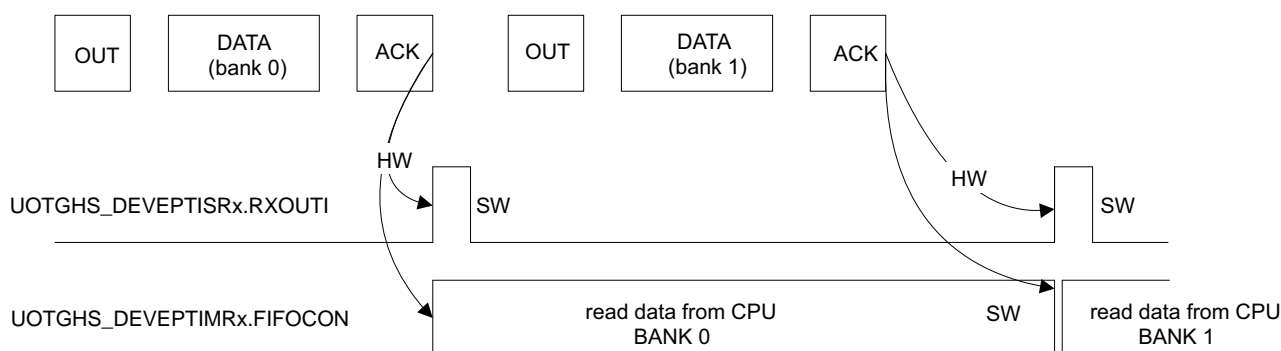 OUT
DATA
(bank 0)
ACK
OUT
DATA
(bank 1)
ACK
HW
HW
UOTGHS_DEVEPTISRx.RXOUTI
SW
SW
UOTGHS_DEVEPTIMRx.FIFOCON
read data from CPU
BANK 0
SW
read data from CPU
BANK 1